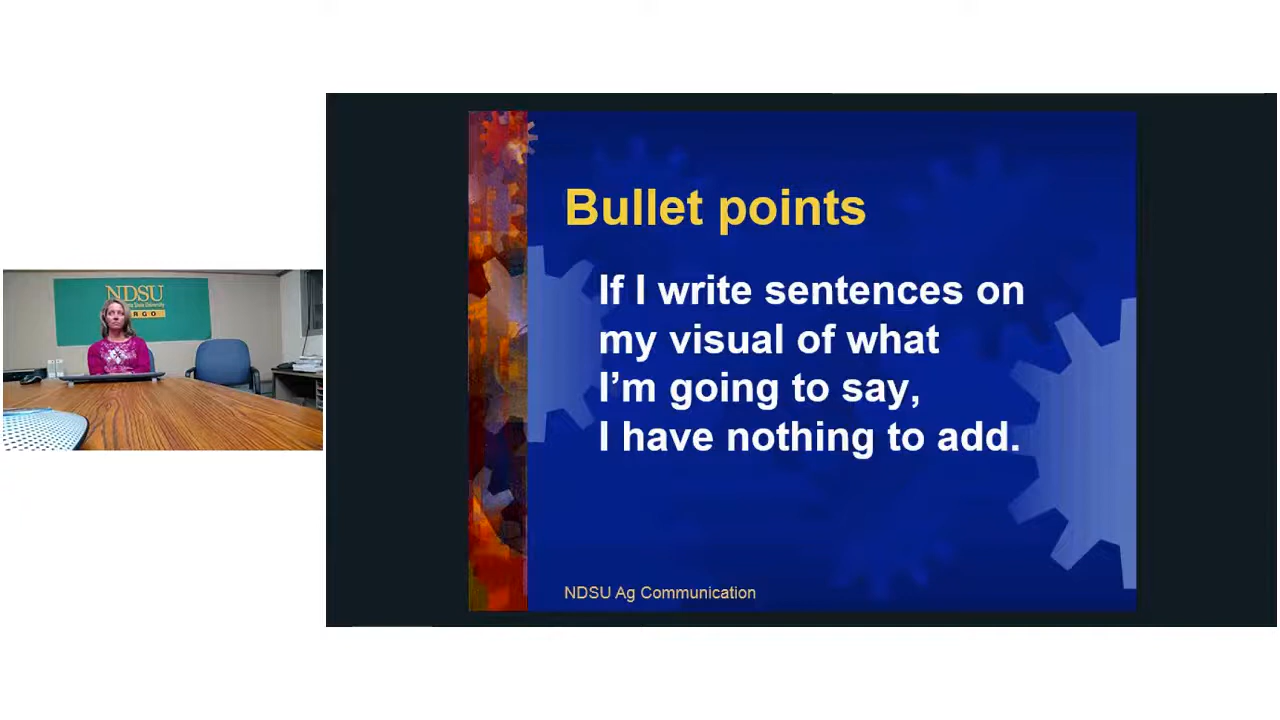 NDSU
Bullet points
If I write sentences on
my visual of what
I'm going to say,
I have nothing to add.
NDSU Ag Communication